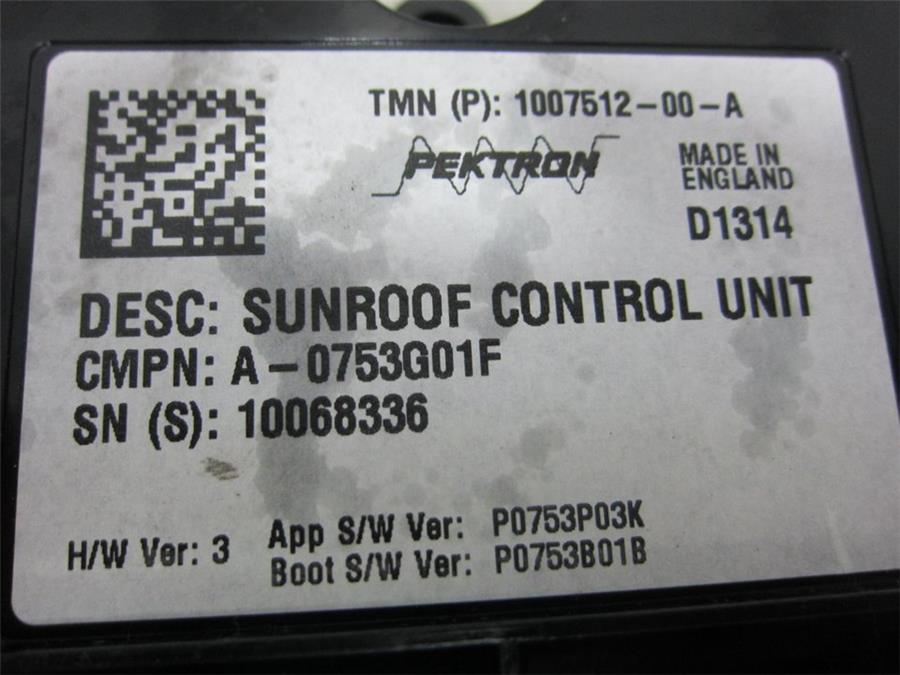 TMN (P): 1007512-00-A
PEKTRON
MADE IN
ENGLAND
D1314
DESC: SUNROOF CONTROL UNIT
CMPN: A-0753G01F
SN (S): 10068336
H/W Ver: 3
App S/W Ver: P0753P03K
Boot S/W Ver: P0753B01B